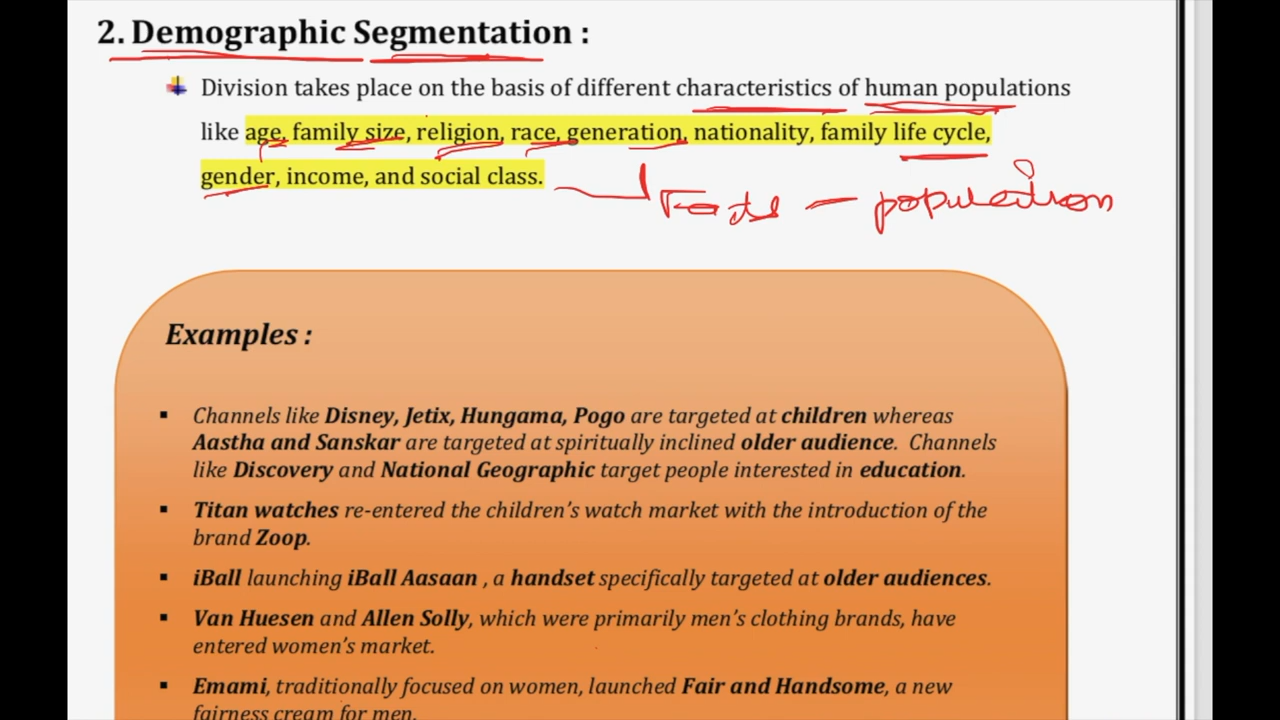 2. Demographic Segmentation :
Division takes place on the basis of different characteristics of human populations
like age, family size, religion, race, generation, nationality, family life cycle,
gender, income, and social class.
Facts — population
Examples :
▪ Channels like Disney, Jetix, Hungama, Pogo are targeted at children whereas
Aastha and Sanskar are targeted at spiritually inclined older audience. Channels
like Discovery and National Geographic target people interested in education.
▪ Titan watches re-entered the children's watch market with the introduction of the
brand Zoop.
▪ iBall launching iBall Aasaan , a handset specifically targeted at older audiences.
▪ Van Huesen and Allen Solly, which were primarily men's clothing brands, have
entered women's market.
▪ Emami, traditionally focused on women, launched Fair and Handsome, a new
fairness cream for men.